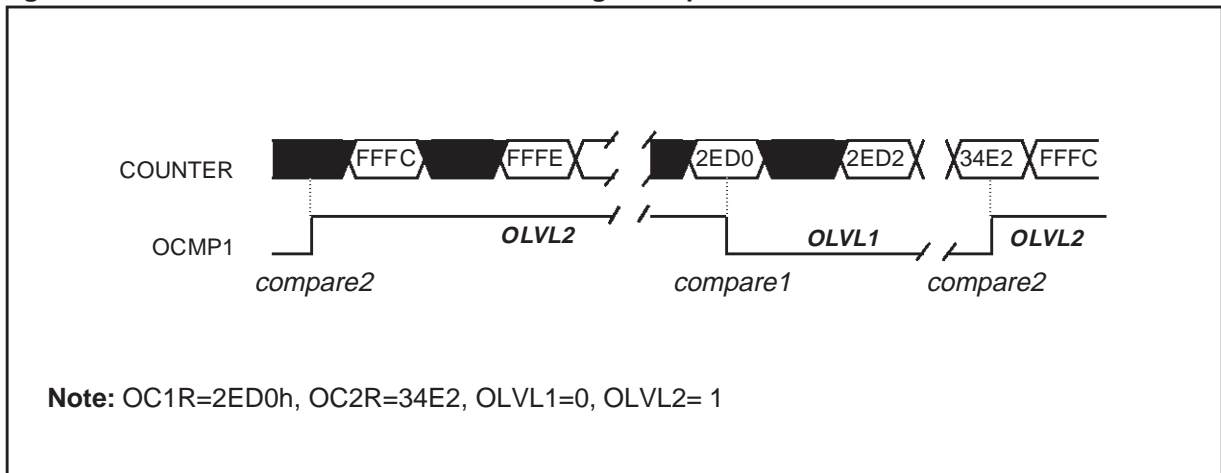 COUNTER FFFC FFFE 2ED0 2ED2 34E2 FFFC
OCMP1 OLVL2 OLVL1 OLVL2
compare2 compare1 compare2
Note: OC1R=2ED0h, OC2R=34E2, OLVL1=0, OLVL2= 1